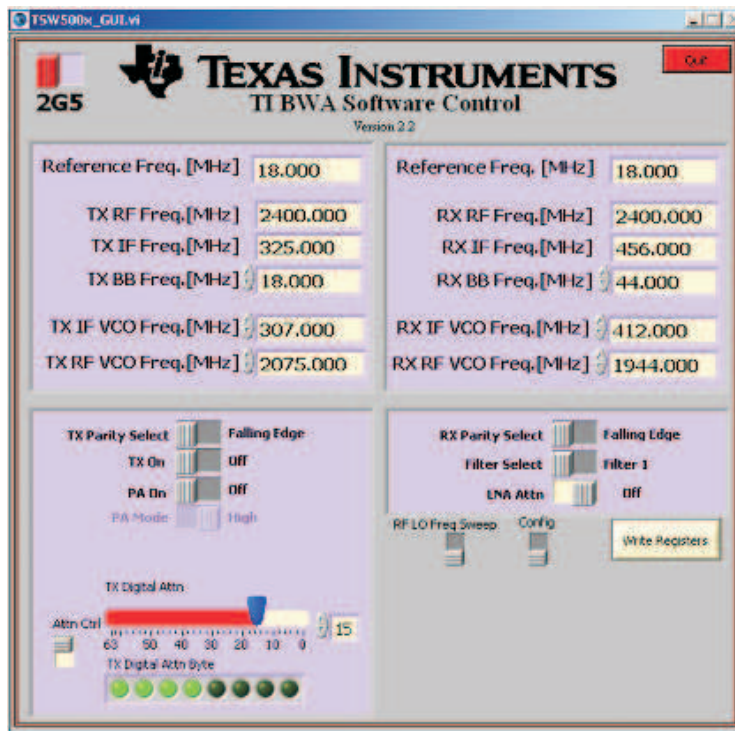 TSW500x_GUI.vi
2G5
TEXAS INSTRUMENTS
TI BWA Software Control
Version 2.2
Quit
Reference Freq. [MHz] 18.000
TX RF Freq.[MHz] 2400.000
TX IF Freq.[MHz] 325.000
TX BB Freq.[MHz] 18.000
TX IF VCO Freq.[MHz] 307.000
TX RF VCO Freq.[MHz] 2075.000
Reference Freq. [MHz] 18.000
RX RF Freq.[MHz] 2400.000
RX IF Freq.[MHz] 456.000
RX BB Freq.[MHz] 44.000
RX IF VCO Freq.[MHz] 412.000
RX RF VCO Freq.[MHz] 1944.000
TX Parity Select Falling Edge
TX On Off
PA On Off
PA Mode High
TX Digital Attn
Attn Ctrl
15
63 50 40 30 20 10 0
TX Digital Attn Byte
RX Parity Select Falling Edge
Filter Select Filter 1
LNA Attn Off
RF LO Freq Sweep Config
Write Registers